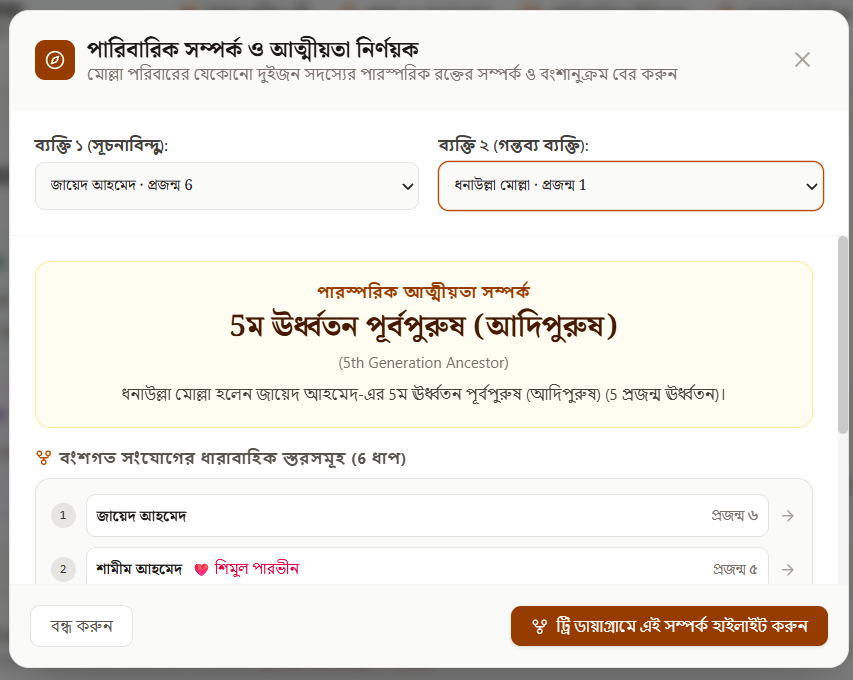 পারিবারিক সম্পর্ক ও আত্মীয়তা নির্ণয়ক
মোল্লা পরিবারের যেকোনো দুইজন সদস্যের পারস্পরিক রক্তের সম্পর্ক ও বংশানুক্রম বের করুন
ব্যক্তি ১ (সূচনাবিন্দু):
ব্যক্তি ২ (গন্তব্য ব্যক্তি):
জায়েদ আহমেদ · প্রজন্ম 6
ধনাউল্লা মোল্লা · প্রজন্ম 1
পারস্পরিক আত্মীয়তা সম্পর্ক
5ম ঊর্ধ্বতন পূর্বপুরুষ (আদিপুরুষ)
(5th Generation Ancestor)
ধনাউল্লা মোল্লা হলেন জায়েদ আহমেদ-এর 5ম ঊর্ধ্বতন পূর্বপুরুষ (আদিপুরুষ) (5 প্রজন্ম ঊর্ধ্বতন)।
বংশগত সংযোগের ধারাবাহিক স্তরসমূহ (6 ধাপ)
1 জায়েদ আহমেদ প্রজন্ম ৬ →
2 শামীম আহমেদ ❤ শিমুল পারভীন প্রজন্ম ৫ →
বন্ধ করুন
ট্রি ডায়াগ্রামে এই সম্পর্ক হাইলাইট করুন